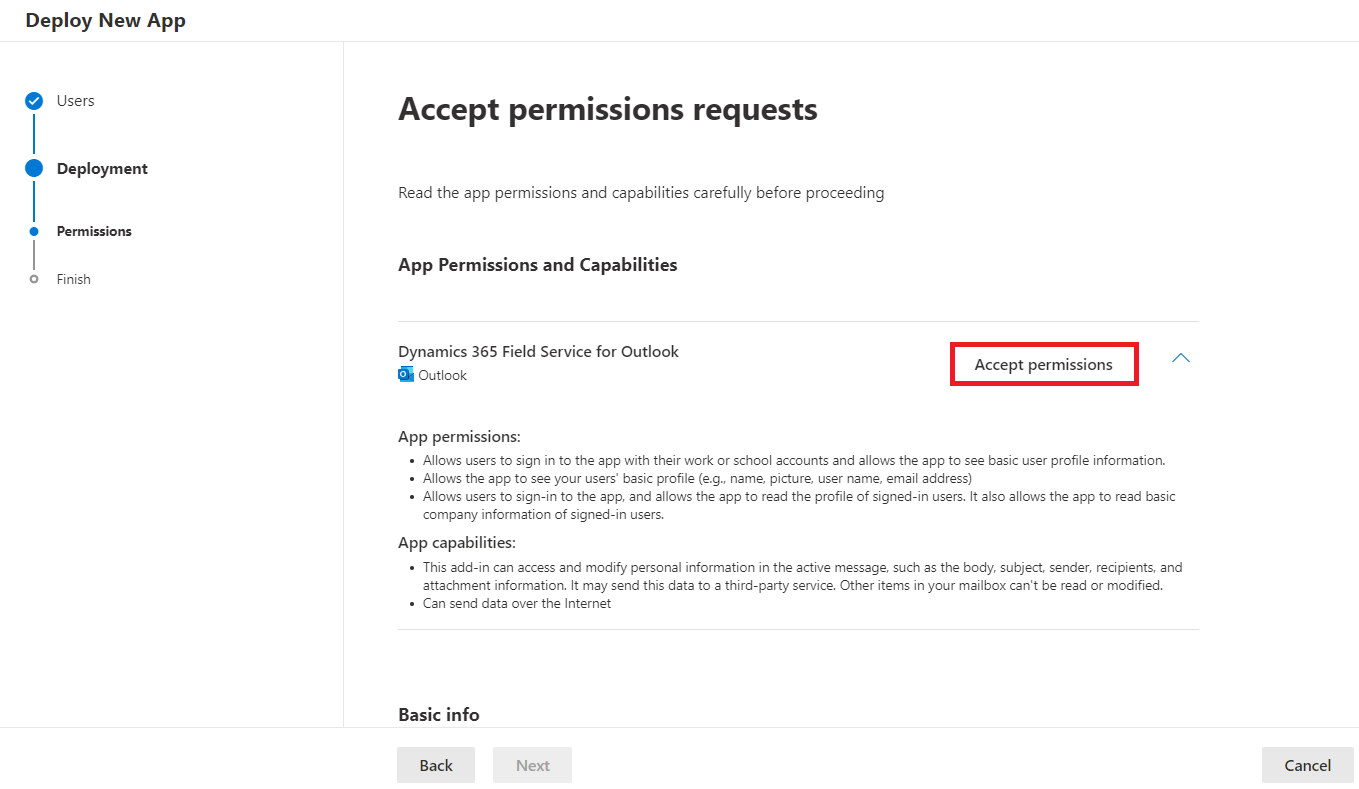 Deploy New App
Users
Deployment
Permissions
Finish
Accept permissions requests
Read the app permissions and capabilities carefully before proceeding
App Permissions and Capabilities
Dynamics 365 Field Service for Outlook
Outlook
Accept permissions
App permissions:
• Allows users to sign in to the app with their work or school accounts and allows the app to see basic user profile information.
• Allows the app to see your users' basic profile (e.g., name, picture, user name, email address)
• Allows users to sign-in to the app, and allows the app to read the profile of signed-in users. It also allows the app to read basic
company information of signed-in users.
App capabilities:
• This add-in can access and modify personal information in the active message, such as the body, subject, sender, recipients, and
attachment information. It may send this data to a third-party service. Other items in your mailbox can't be read or modified.
• Can send data over the Internet
Basic info
Back
Next
Cancel